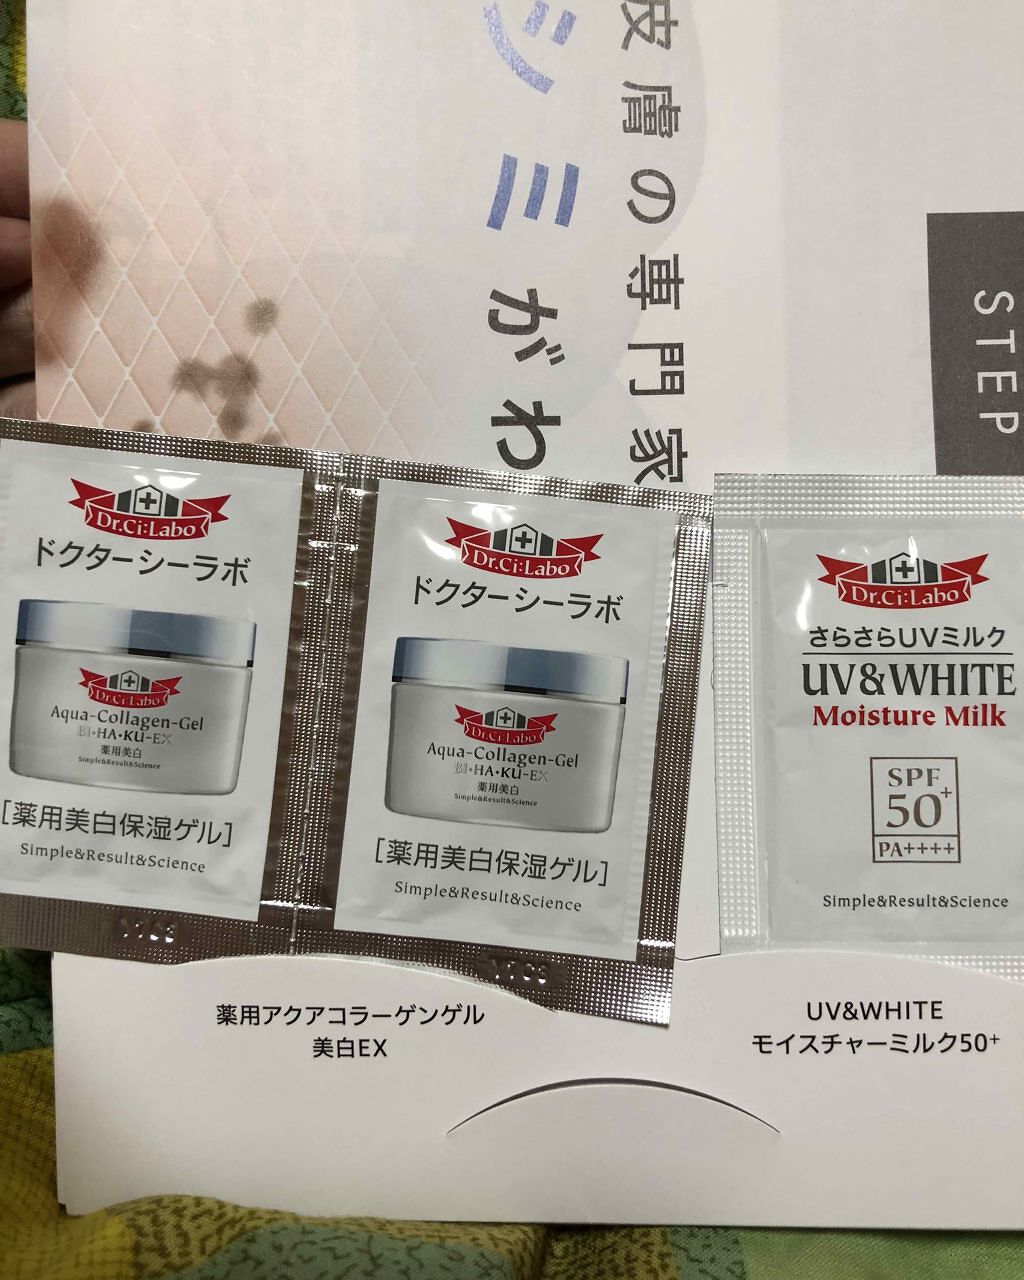 皮膚の専門家
シミがわ
STEP
Dr.Ci:Labo
ドクターシーラボ
Dr.Ci:Labo
Aqua-Collagen-Gel
BI•HA•KU-EX
薬用美白
Simple&Result&Science
[薬用美白保湿ゲル]
Simple&Result&Science
Dr.Ci:Labo
ドクターシーラボ
Dr.Ci:Labo
Aqua-Collagen-Gel
BI•HA•KU-EX
薬用美白
Simple&Result&Science
[薬用美白保湿ゲル]
Simple&Result&Science
Dr.Ci:Labo
さらさらUVミルク
UV&WHITE
Moisture Milk
SPF
50+
PA++++
Simple&Result&Science
薬用アクアコラーゲンゲル
美白EX
UV&WHITE
モイスチャーミルク50+